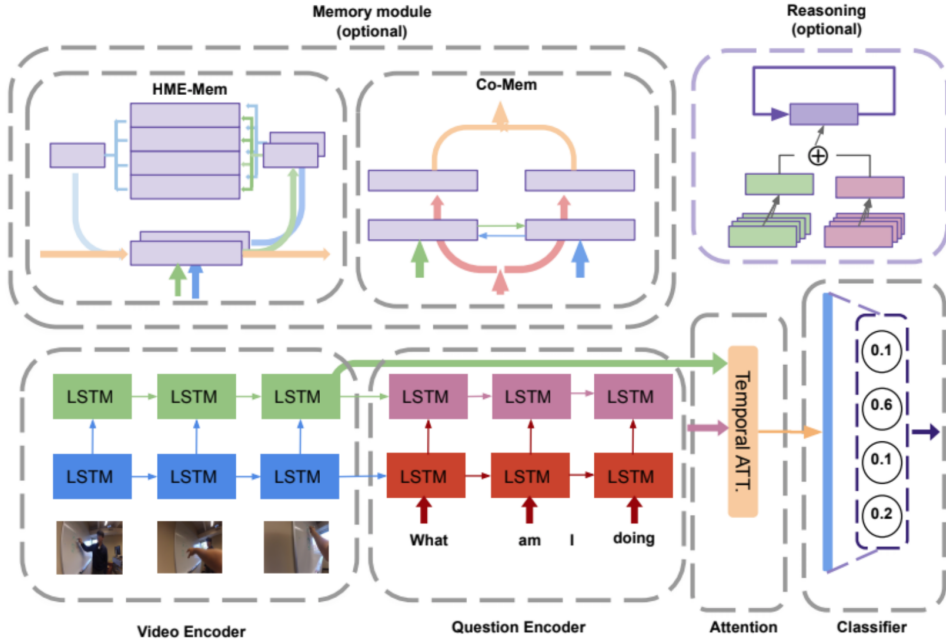 Memory module
(optional)
Reasoning
(optional)
HME-Mem
Co-Mem
LSTM LSTM LSTM LSTM LSTM LSTM
LSTM LSTM LSTM LSTM LSTM LSTM
What am I doing
Temporal ATT.
0.1
0.6
0.1
0.2
Video Encoder
Question Encoder
Attention
Classifier